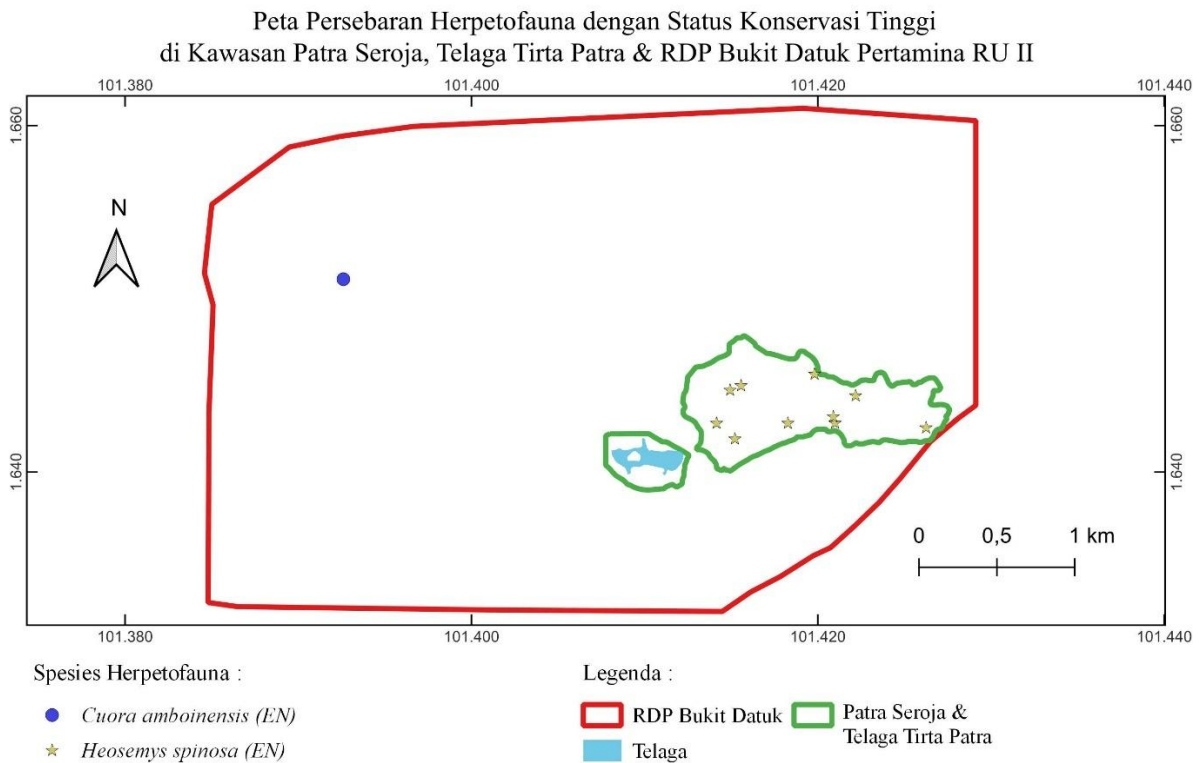 Peta Persebaran Herpetofauna dengan Status Konservasi Tinggi
di Kawasan Patra Seroja, Telaga Tirta Patra & RDP Bukit Datuk Pertamina RU II
101.380 101.400 101.420 101.440
1.660 1.660
N
1.640 1.640
0 0,5 1 km
101.380 101.400 101.420 101.440
Spesies Herpetofauna :
Cuora amboinensis (EN)
Heosemys spinosa (EN)
Legenda :
RDP Bukit Datuk
Telaga
Patra Seroja &
Telaga Tirta Patra